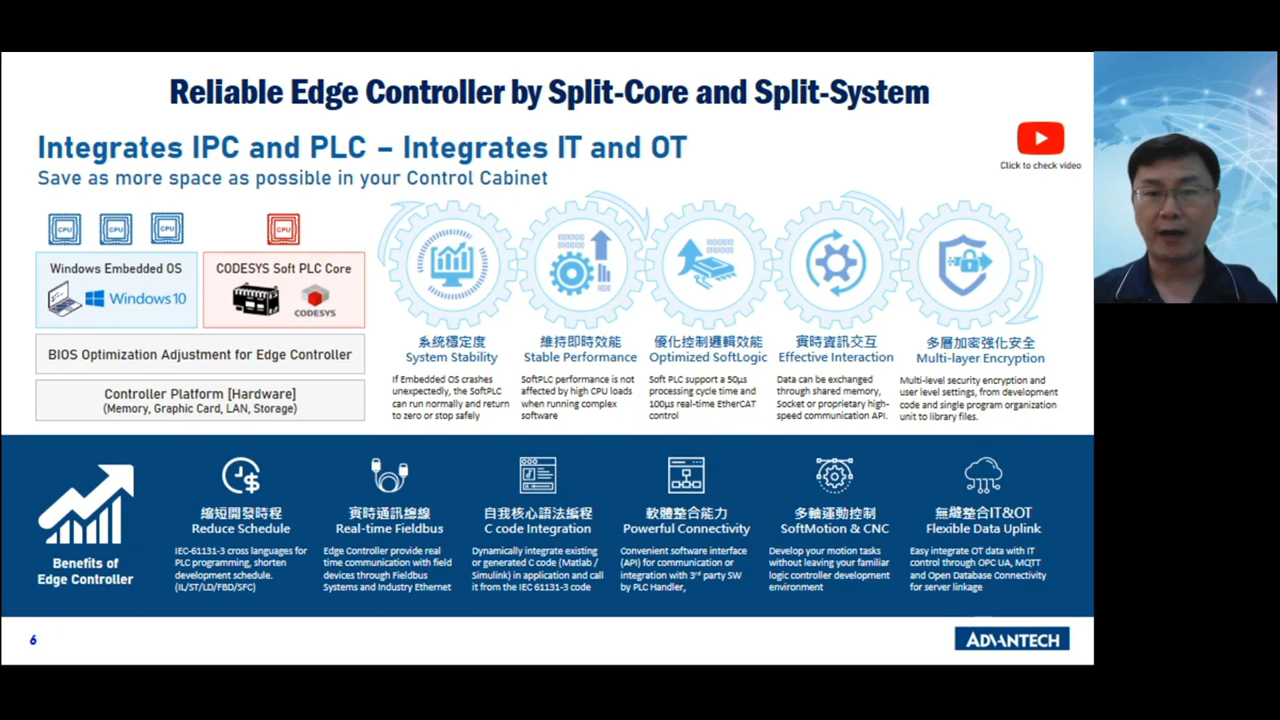 Reliable Edge Controller by Split-Core and Split-System
Integrates IPC and PLC – Integrates IT and OT
Save as more space as possible in your Control Cabinet
Click to check video
CPU
CPU
CPU
CPU
Windows Embedded OS
Windows 10
CODESYS Soft PLC Core
CODESYS
BIOS Optimization Adjustment for Edge Controller
Controller Platform [Hardware]
(Memory, Graphic Card, LAN, Storage)
系統穩定度
System Stability
If Embedded OS crashes
unexpectedly, the SoftPLC
can run normally and return
to zero or stop safely
維持即時效能
Stable Performance
SoftPLC performance is not
affected by high CPU loads
when running complex
software
優化控制邏輯效能
Optimized SoftLogic
Soft PLC support a 50µs
processing cycle time and
100µs real-time EtherCAT
control
實時資訊交互
Effective Interaction
Data can be exchanged
through shared memory,
Socket or proprietary high-
speed communication API.
多層加密強化安全
Multi-layer Encryption
Multi-level security encryption and
user level settings, from development
code and single program organization
unit to library files.
Benefits of
Edge Controller
縮短開發時程
Reduce Schedule
IEC-61131-3 cross languages for
PLC programming, shorten
development schedule.
(IL/ST/LD/FBD/SFC)
實時通訊總線
Real-time Fieldbus
Edge Controller provide real
time communication with field
devices through Fieldbus
Systems and Industry Ethernet
自我核心語法編程
C code Integration
Dynamically integrate existing
or generated C code (Matlab /
Simulink) in application and call
it from the IEC 61131-3 code
軟體整合能力
Powerful Connectivity
Convenient software interface
(API) for communication or
integration with 3rd party SW
by PLC Handler,
多軸運動控制
SoftMotion & CNC
Develop your motion tasks
without leaving your familiar
logic controller development
environment
無縫整合IT&OT
Flexible Data Uplink
Easy integrate OT data with IT
control through OPC UA, MQTT
and Open Database Connectivity
for server linkage
6
ADVANTECH